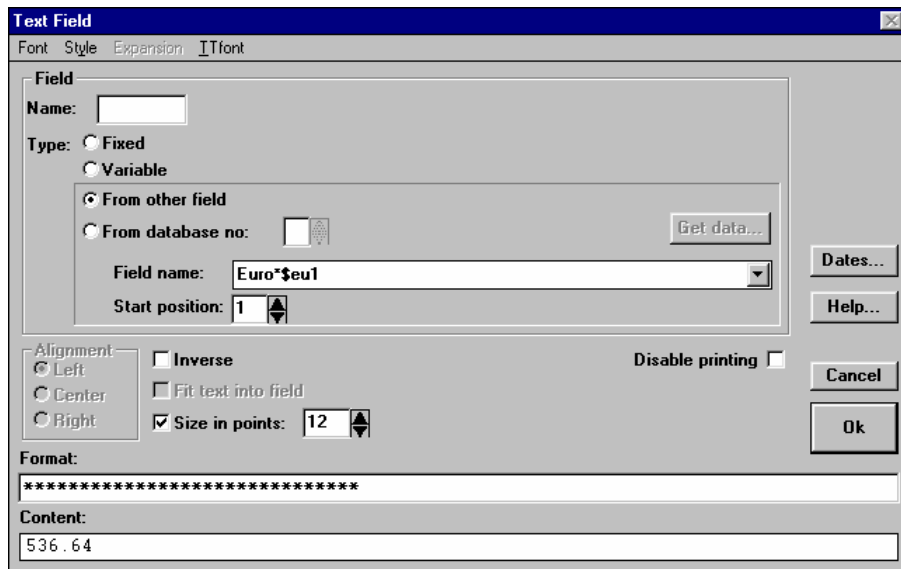 Text Field
Font Style Expansion TTfont
Field
Name:
Type: Fixed
Variable
From other field
From database no: Get data...
Field name: Euro*$eu1
Start position: 1
Dates...
Help...
Alignment
Left
Center
Right
Inverse Disable printing
Fit text into field
Size in points: 12
Cancel
Ok
Format:
******************************
Content:
536.64